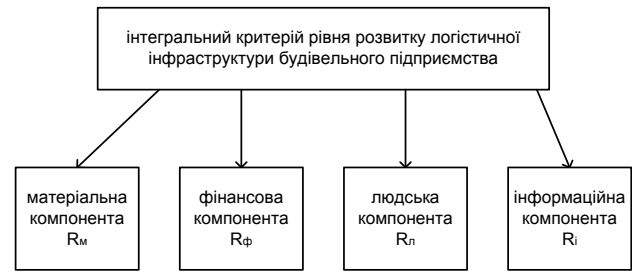 інтегральний критерій рівня розвитку логістичної
інфраструктури будівельного підприємства
матеріальна
компонента
Rм
фінансова
компонента
Rф
людська
компонента
Rл
інформаційна
компонента
Rі